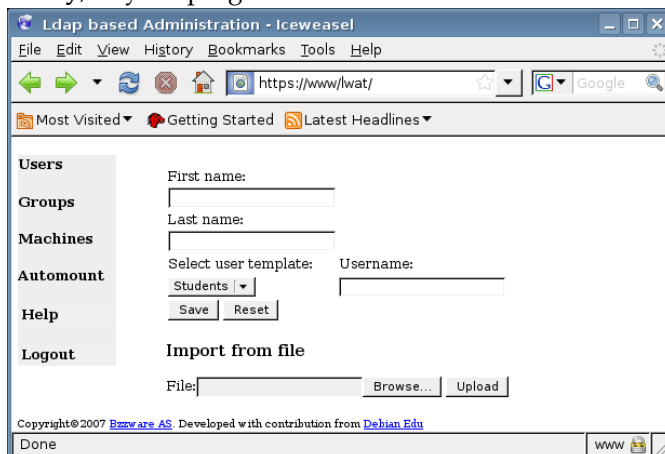 Ldap based Administration - Iceweasel
File Edit View History Bookmarks Tools Help
https://www/lwat/ G Google
Most Visited Getting Started Latest Headlines
Users
Groups
Machines
Automount
Help
Logout
First name:
Last name:
Select user template: Username:
Students
Save Reset
Import from file
File: Browse... Upload
Copyright©2007 Bzzware AS. Developed with contribution from Debian Edu
Done www